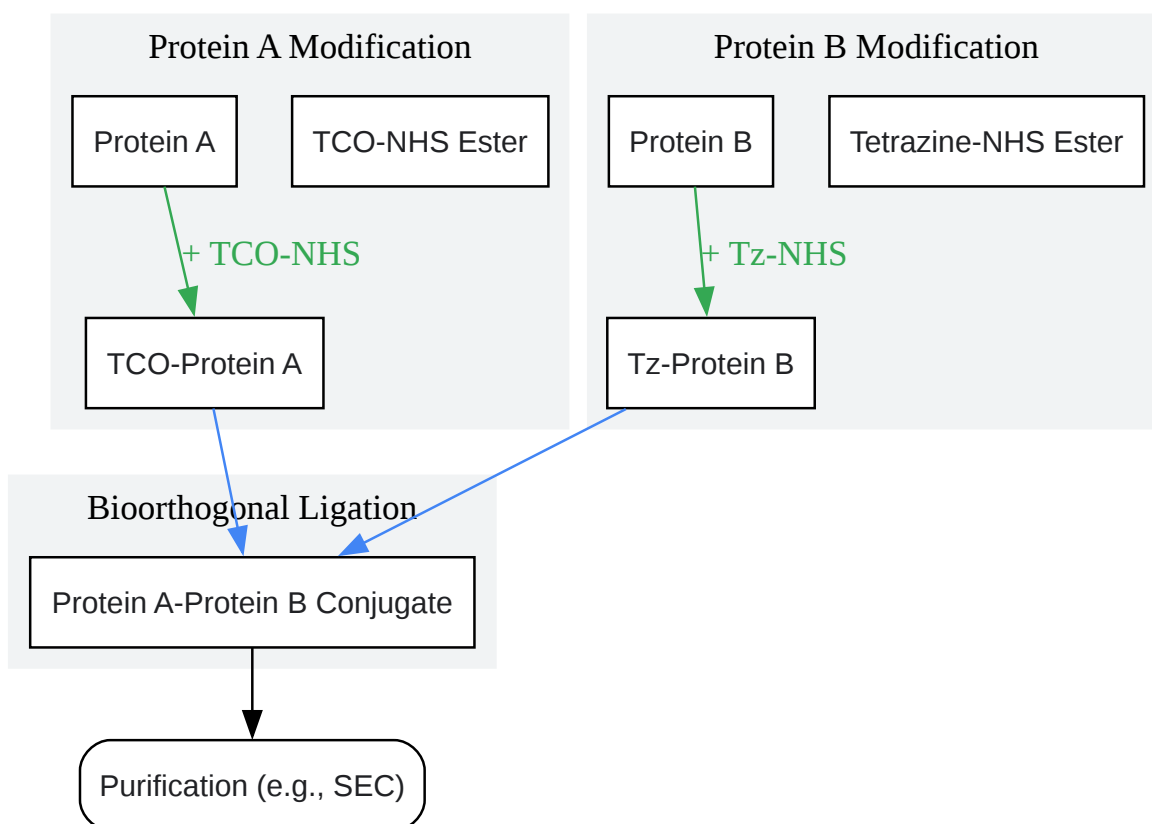 Protein A Modification
Protein B Modification
Protein A
TCO-NHS Ester
Protein B
Tetrazine-NHS Ester
+ TCO-NHS
+ Tz-NHS
TCO-Protein A
Tz-Protein B
Bioorthogonal Ligation
Protein A-Protein B Conjugate
Purification (e.g., SEC)